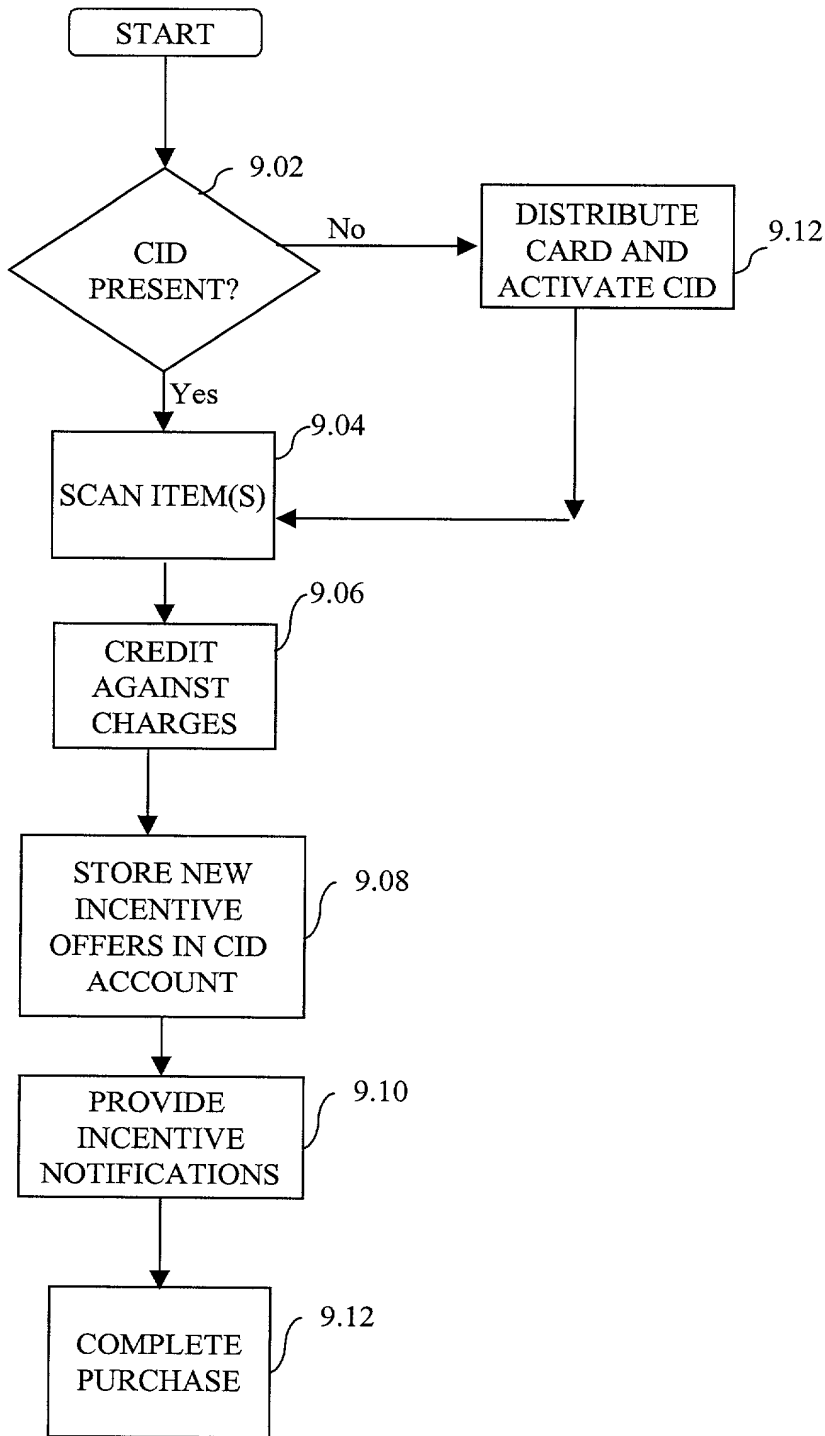 START
9.02
CID
PRESENT?
No
DISTRIBUTE
CARD AND
ACTIVATE CID
9.12
Yes
9.04
SCAN ITEM(S)
9.06
CREDIT
AGAINST
CHARGES
STORE NEW
INCENTIVE
OFFERS IN CID
ACCOUNT
9.08
PROVIDE
INCENTIVE
NOTIFICATIONS
9.10
COMPLETE
PURCHASE
9.12